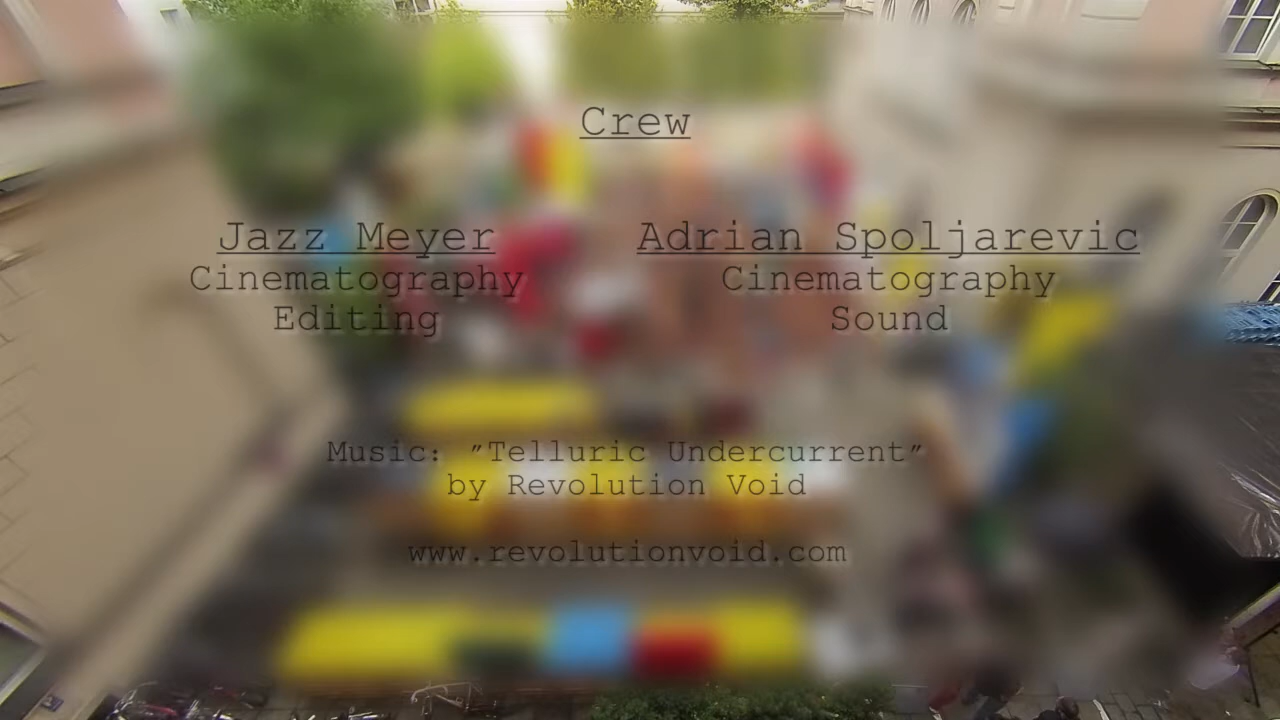 Crew
Jazz Meyer
Cinematography
Editing
Adrian Spoljarevic
Cinematography
Sound
Music: "Telluric Undercurrent"
by Revolution Void
www.revolutionvoid.com